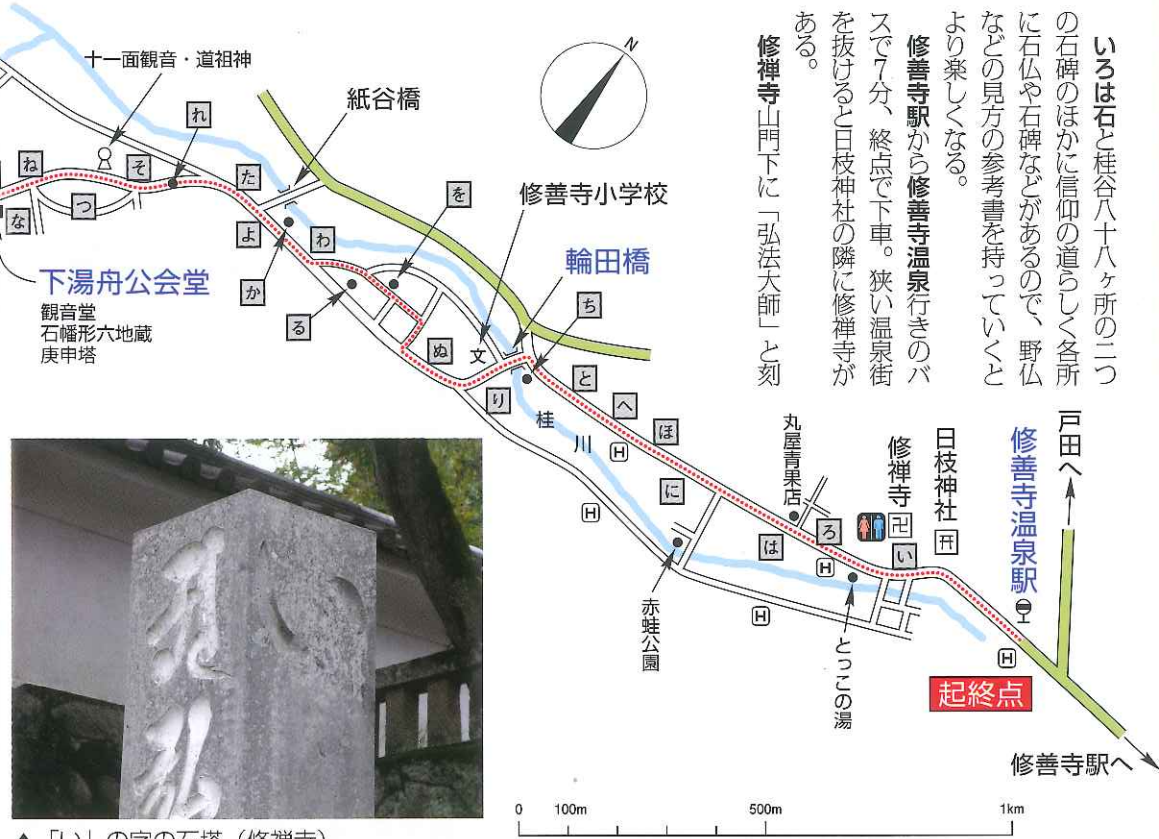 いろは石と桂谷八十八ヶ所の二つ
の石碑のほかに信仰の道らしく各所
に石仏や石碑などがあるので、野仏
などの見方の参考書を持っていくと
より楽しくなる。
修善寺駅から修善寺温泉行きのバ
スで7分、終点で下車。狭い温泉街
を抜けると日枝神社の隣に修禅寺が
ある。
修禅寺山門下に「弘法大師」と刻
N
十一面観音・道祖神
紙谷橋
修善寺小学校
輪田橋
下湯舟公会堂
観音堂
石幡形六地蔵
庚申塔
ね
な
つ
そ
れ
た
よ
か
わ
る
を
ぬ
文
り
ち
と
へ
ほ
に
は
ろ
い
桂川
H
H
H
H
H
丸屋青果店
修禅寺
卍
日枝神社
修善寺温泉駅
戸田へ
赤蛙公園
とっこの湯
起終点
修善寺駅へ
0 100m 500m 1km
い
▲「い」の字の石塔（修禅寺）